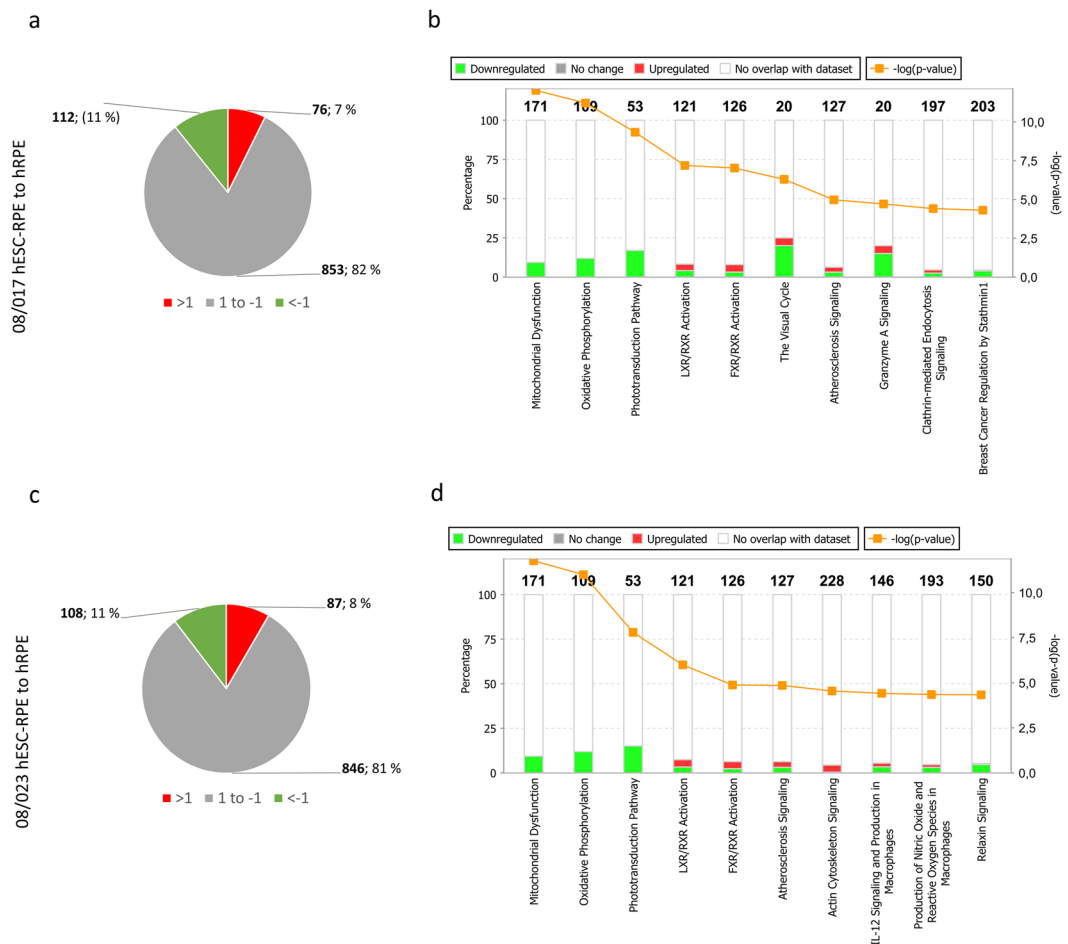 a
08/017 hESC-RPE to hRPE
112; (11 %)
76; 7 %
853; 82 %
>1 1 to -1 <-1
b
Downregulated No change Upregulated No overlap with dataset -log(p-value)
171 109 53 121 126 20 127 20 197 203
Percentage
100
75
50
25
0
10,0
7,5
5,0
2,5
0,0
-log(p-value)
Mitochondrial Dysfunction
Oxidative Phosphorylation
Phototransduction Pathway
LXR/RXR Activation
FXR/RXR Activation
The Visual Cycle
Atherosclerosis Signaling
Granzyme A Signaling
Clathrin-mediated Endocytosis
Signaling
Breast Cancer Regulation by Stathmin1
c
08/023 hESC-RPE to hRPE
108; 11 %
87; 8 %
846; 81 %
>1 1 to -1 <-1
d
Downregulated No change Upregulated No overlap with dataset -log(p-value)
171 109 53 121 126 127 228 146 193 150
Percentage
100
75
50
25
0
10,0
7,5
5,0
2,5
0,0
-log(p-value)
Mitochondrial Dysfunction
Oxidative Phosphorylation
Phototransduction Pathway
LXR/RXR Activation
FXR/RXR Activation
Atherosclerosis Signaling
Actin Cytoskeleton Signaling
IL-12 Signaling and Production in
Macrophages
Production of Nitric Oxide and
Reactive Oxygen Species in
Macrophages
Relaxin Signaling